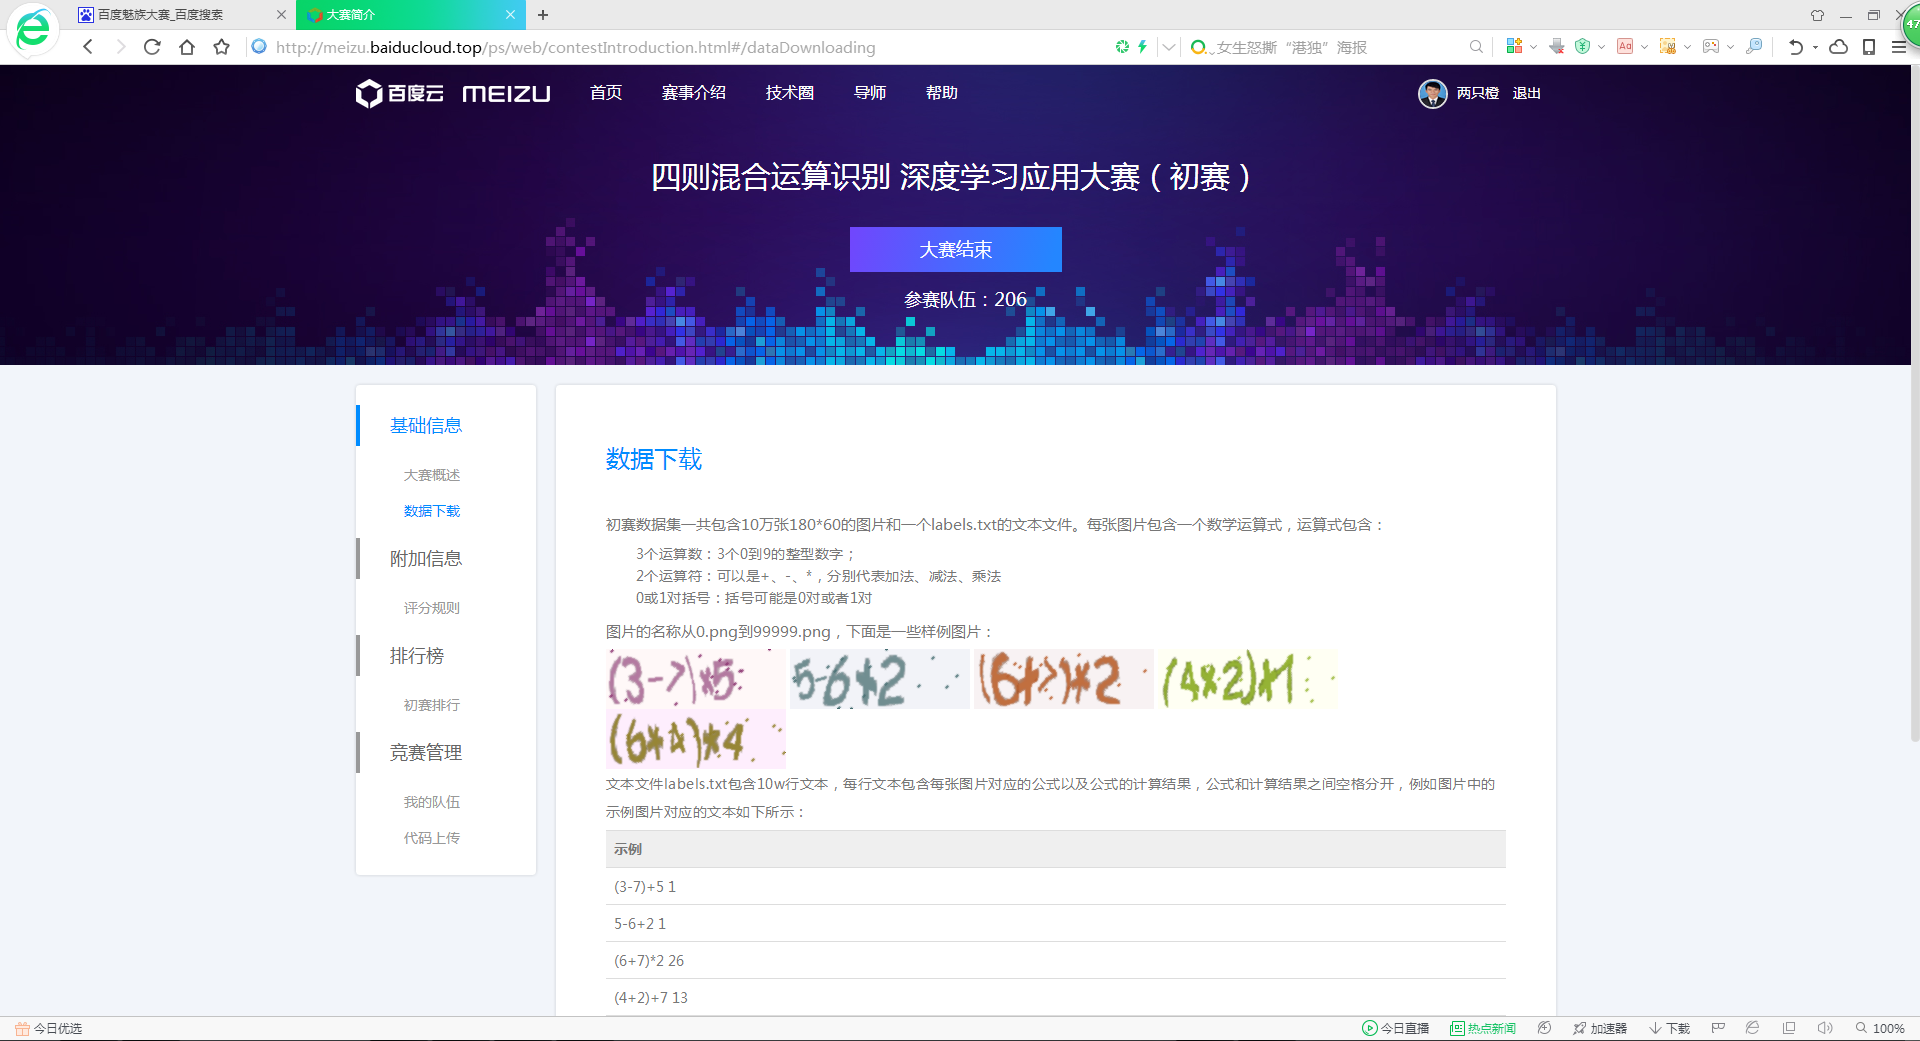 百度魅族大赛_百度搜索
大赛简介
47
http://meizu.baiducloud.top/ps/web/contestIntroduction.html#/dataDownloading
女生怒撕“港独”海报
百度云 MEIZU 首页 赛事介绍 技术圈 导师 帮助 两只橙 退出
四则混合运算识别 深度学习应用大赛（初赛）
大赛结束
参赛队伍：206
基础信息
大赛概述
数据下载
附加信息
评分规则
排行榜
初赛排行
竞赛管理
我的队伍
代码上传
数据下载
初赛数据集一共包含10万张180*60的图片和一个labels.txt的文本文件。每张图片包含一个数学运算式，运算式包含：
3个运算数：3个0到9的整型数字；
2个运算符：可以是+、-、*，分别代表加法、减法、乘法
0或1对括号：括号可能是0对或者1对
图片的名称从0.png到99999.png，下面是一些样例图片：
(3-7)+5 5-6+2 (6+7)*2 (4+2)+7
(6*4)*4
文本文件labels.txt包含10w行文本，每行文本包含每张图片对应的公式以及公式的计算结果，公式和计算结果之间空格分开，例如图片中的
示例图片对应的文本如下所示：
示例
(3-7)+5 1
5-6+2 1
(6+7)*2 26
(4+2)+7 13
今日优选 今日直播 热点新闻 加速器 下载 100%